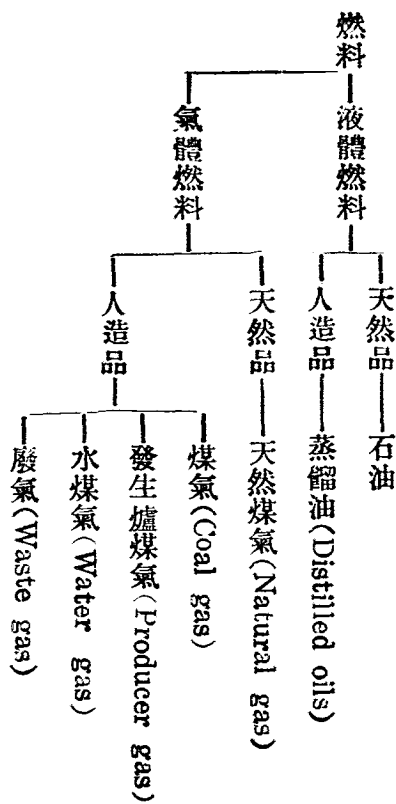 燃料
液體燃料
天然品
石油
人造品
蒸餾油(Distilled oils)
氣體燃料
天然品
天然煤氣(Natural gas)
人造品
煤氣(Coal gas)
發生爐煤氣(Producer gas)
水煤氣(Water gas)
廢氣(Waste gas)